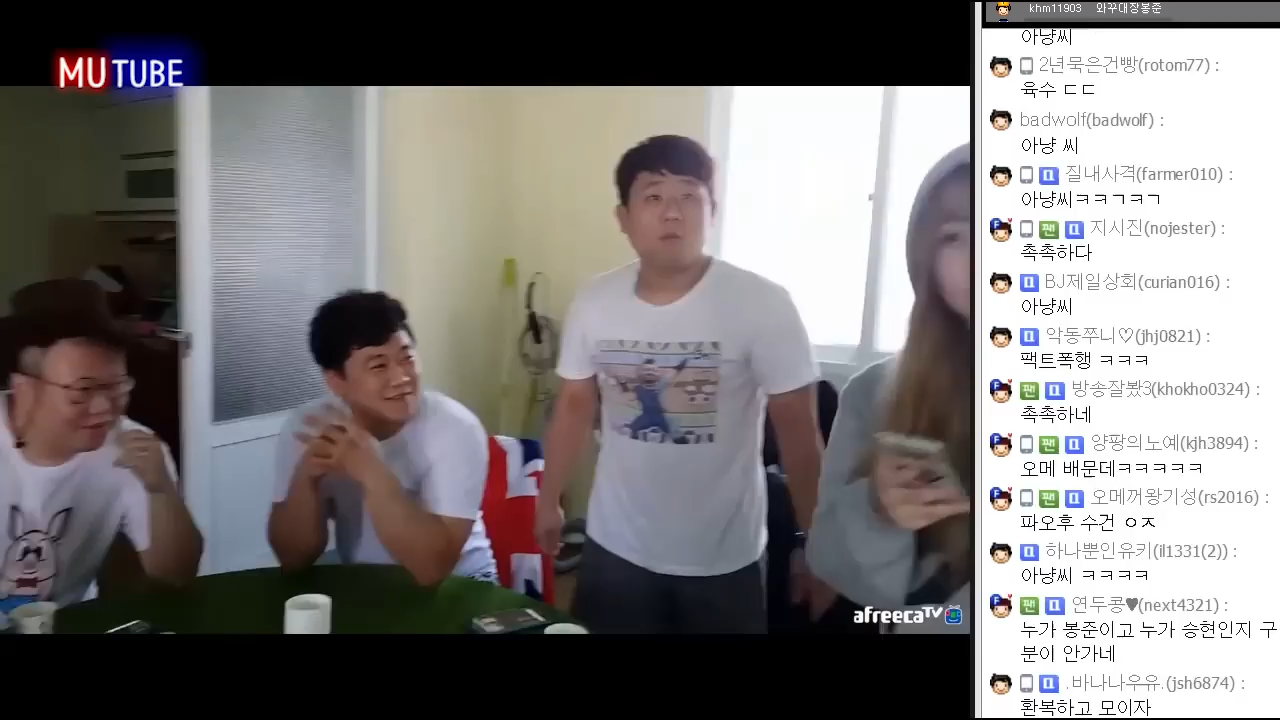 MUTUBE
afreecaTV
khm11903 와꾸대장봉준
아냥씨
2년묵은건빵(rotom77) :
육수 ㄷㄷ
badwolf(badwolf) :
아냥 씨
질내사격(farmer010) :
아냥씨ㅋㅋㄱㅋㄱ
팬 지시진(nojester) :
촉촉하다
BJ제일상회(curian016) :
아냥씨
악동쭈니♡(jhj0821) :
팩트폭행 ㅋㅋㅋ
팬 방송잘봤3(khokho0324) :
촉촉하네
팬 양팡의노예(kjh3894) :
오메 배문데ㅋㅋㅋㅋㅋ
팬 오메꺼왕기성(rs2016) :
파오후 수건 ㅇㅈ
하나뿐인유키(il1331(2)) :
아냥씨 ㅋㅋㅋㅋ
팬 연두콩♥(next4321) :
누가 봉준이고 누가 승현인지 구
분이 안가네
.바나나우유.(jsh6874) :
환복하고 모이자